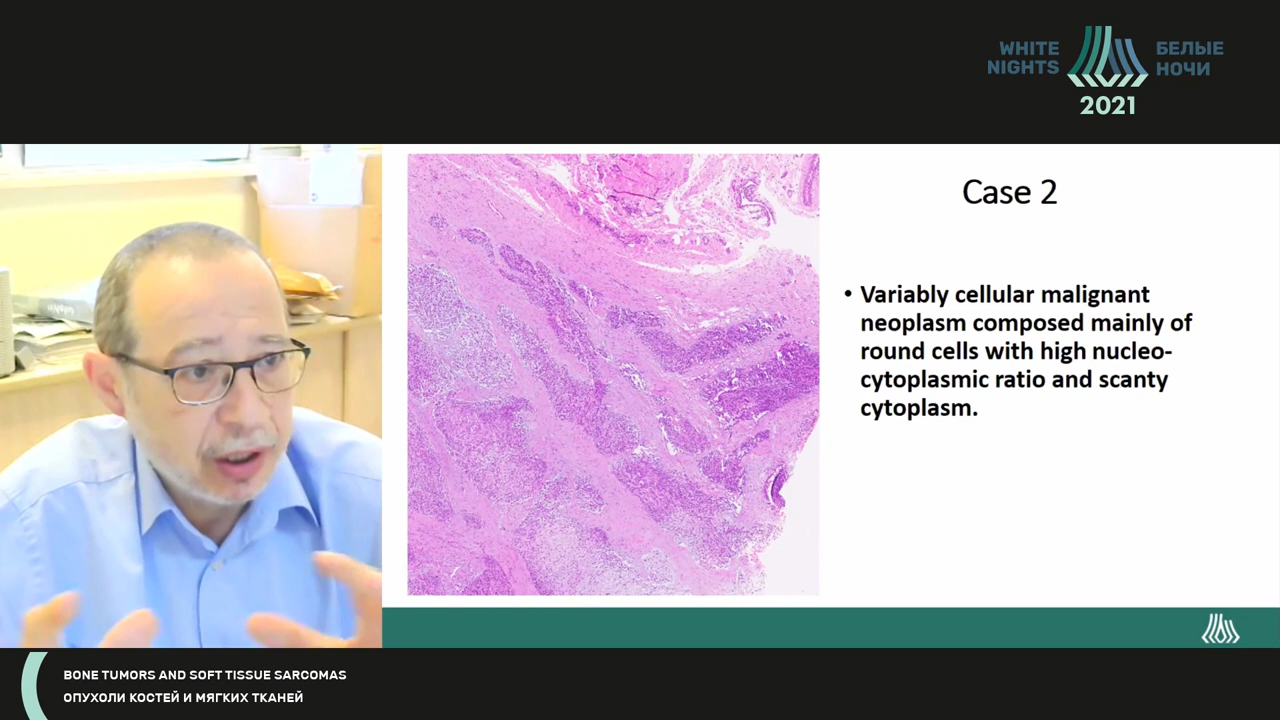 WHITE
NIGHTS
БЕЛЫЕ
НОЧИ
2021
Case 2
• Variably cellular malignant
neoplasm composed mainly of
round cells with high nucleo-
cytoplasmic ratio and scanty
cytoplasm.
BONE TUMORS AND SOFT TISSUE SARCOMAS
ОПУХОЛИ КОСТЕЙ И МЯГКИХ ТКАНЕЙ